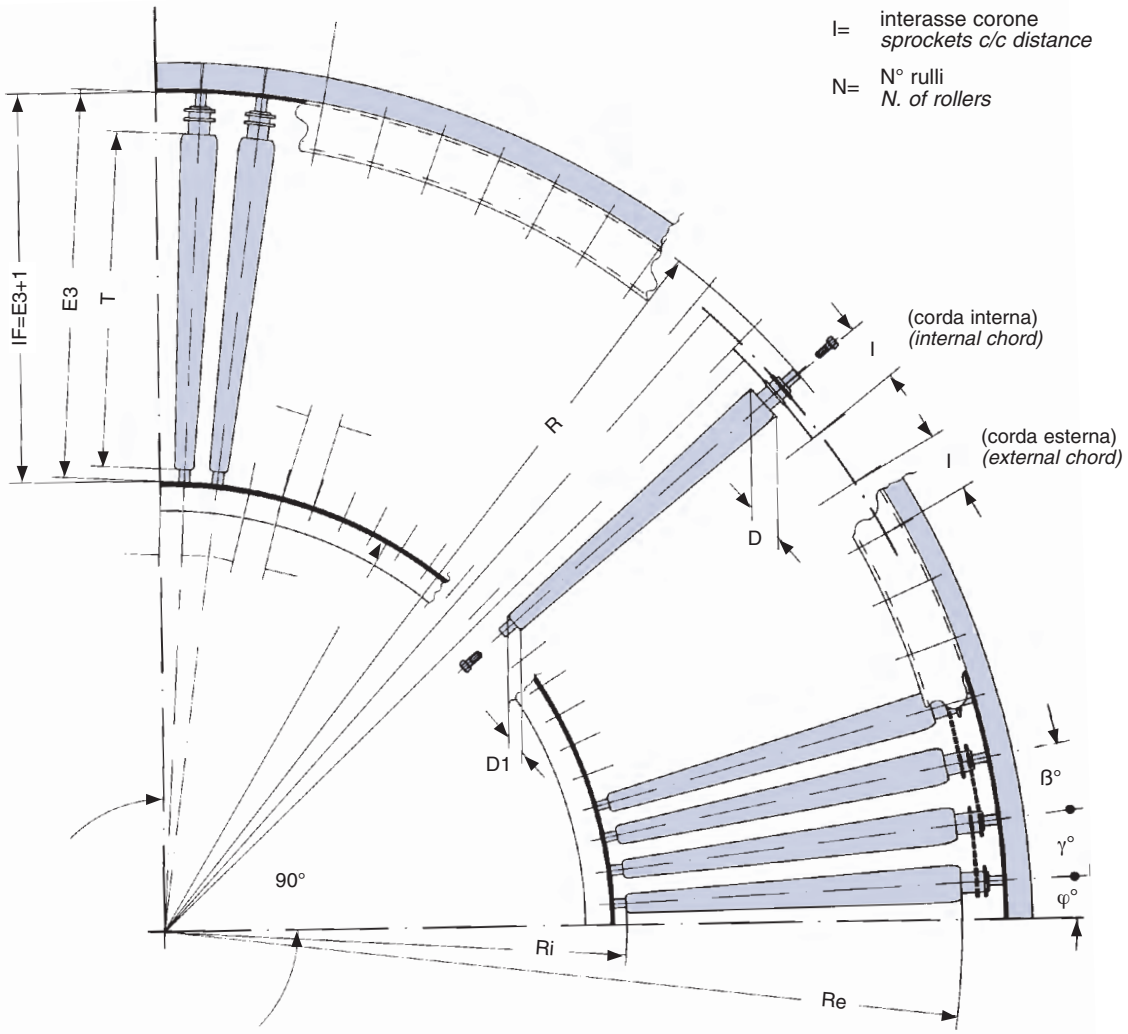 I= interasse corone
sprockets c/c distance
N= N° rulli
N. of rollers
IF=E3+1
E3
T
R
I
(corda interna)
(internal chord)
I
(corda esterna)
(external chord)
D
D1
ß°
γ°
φ°
90°
Ri
Re